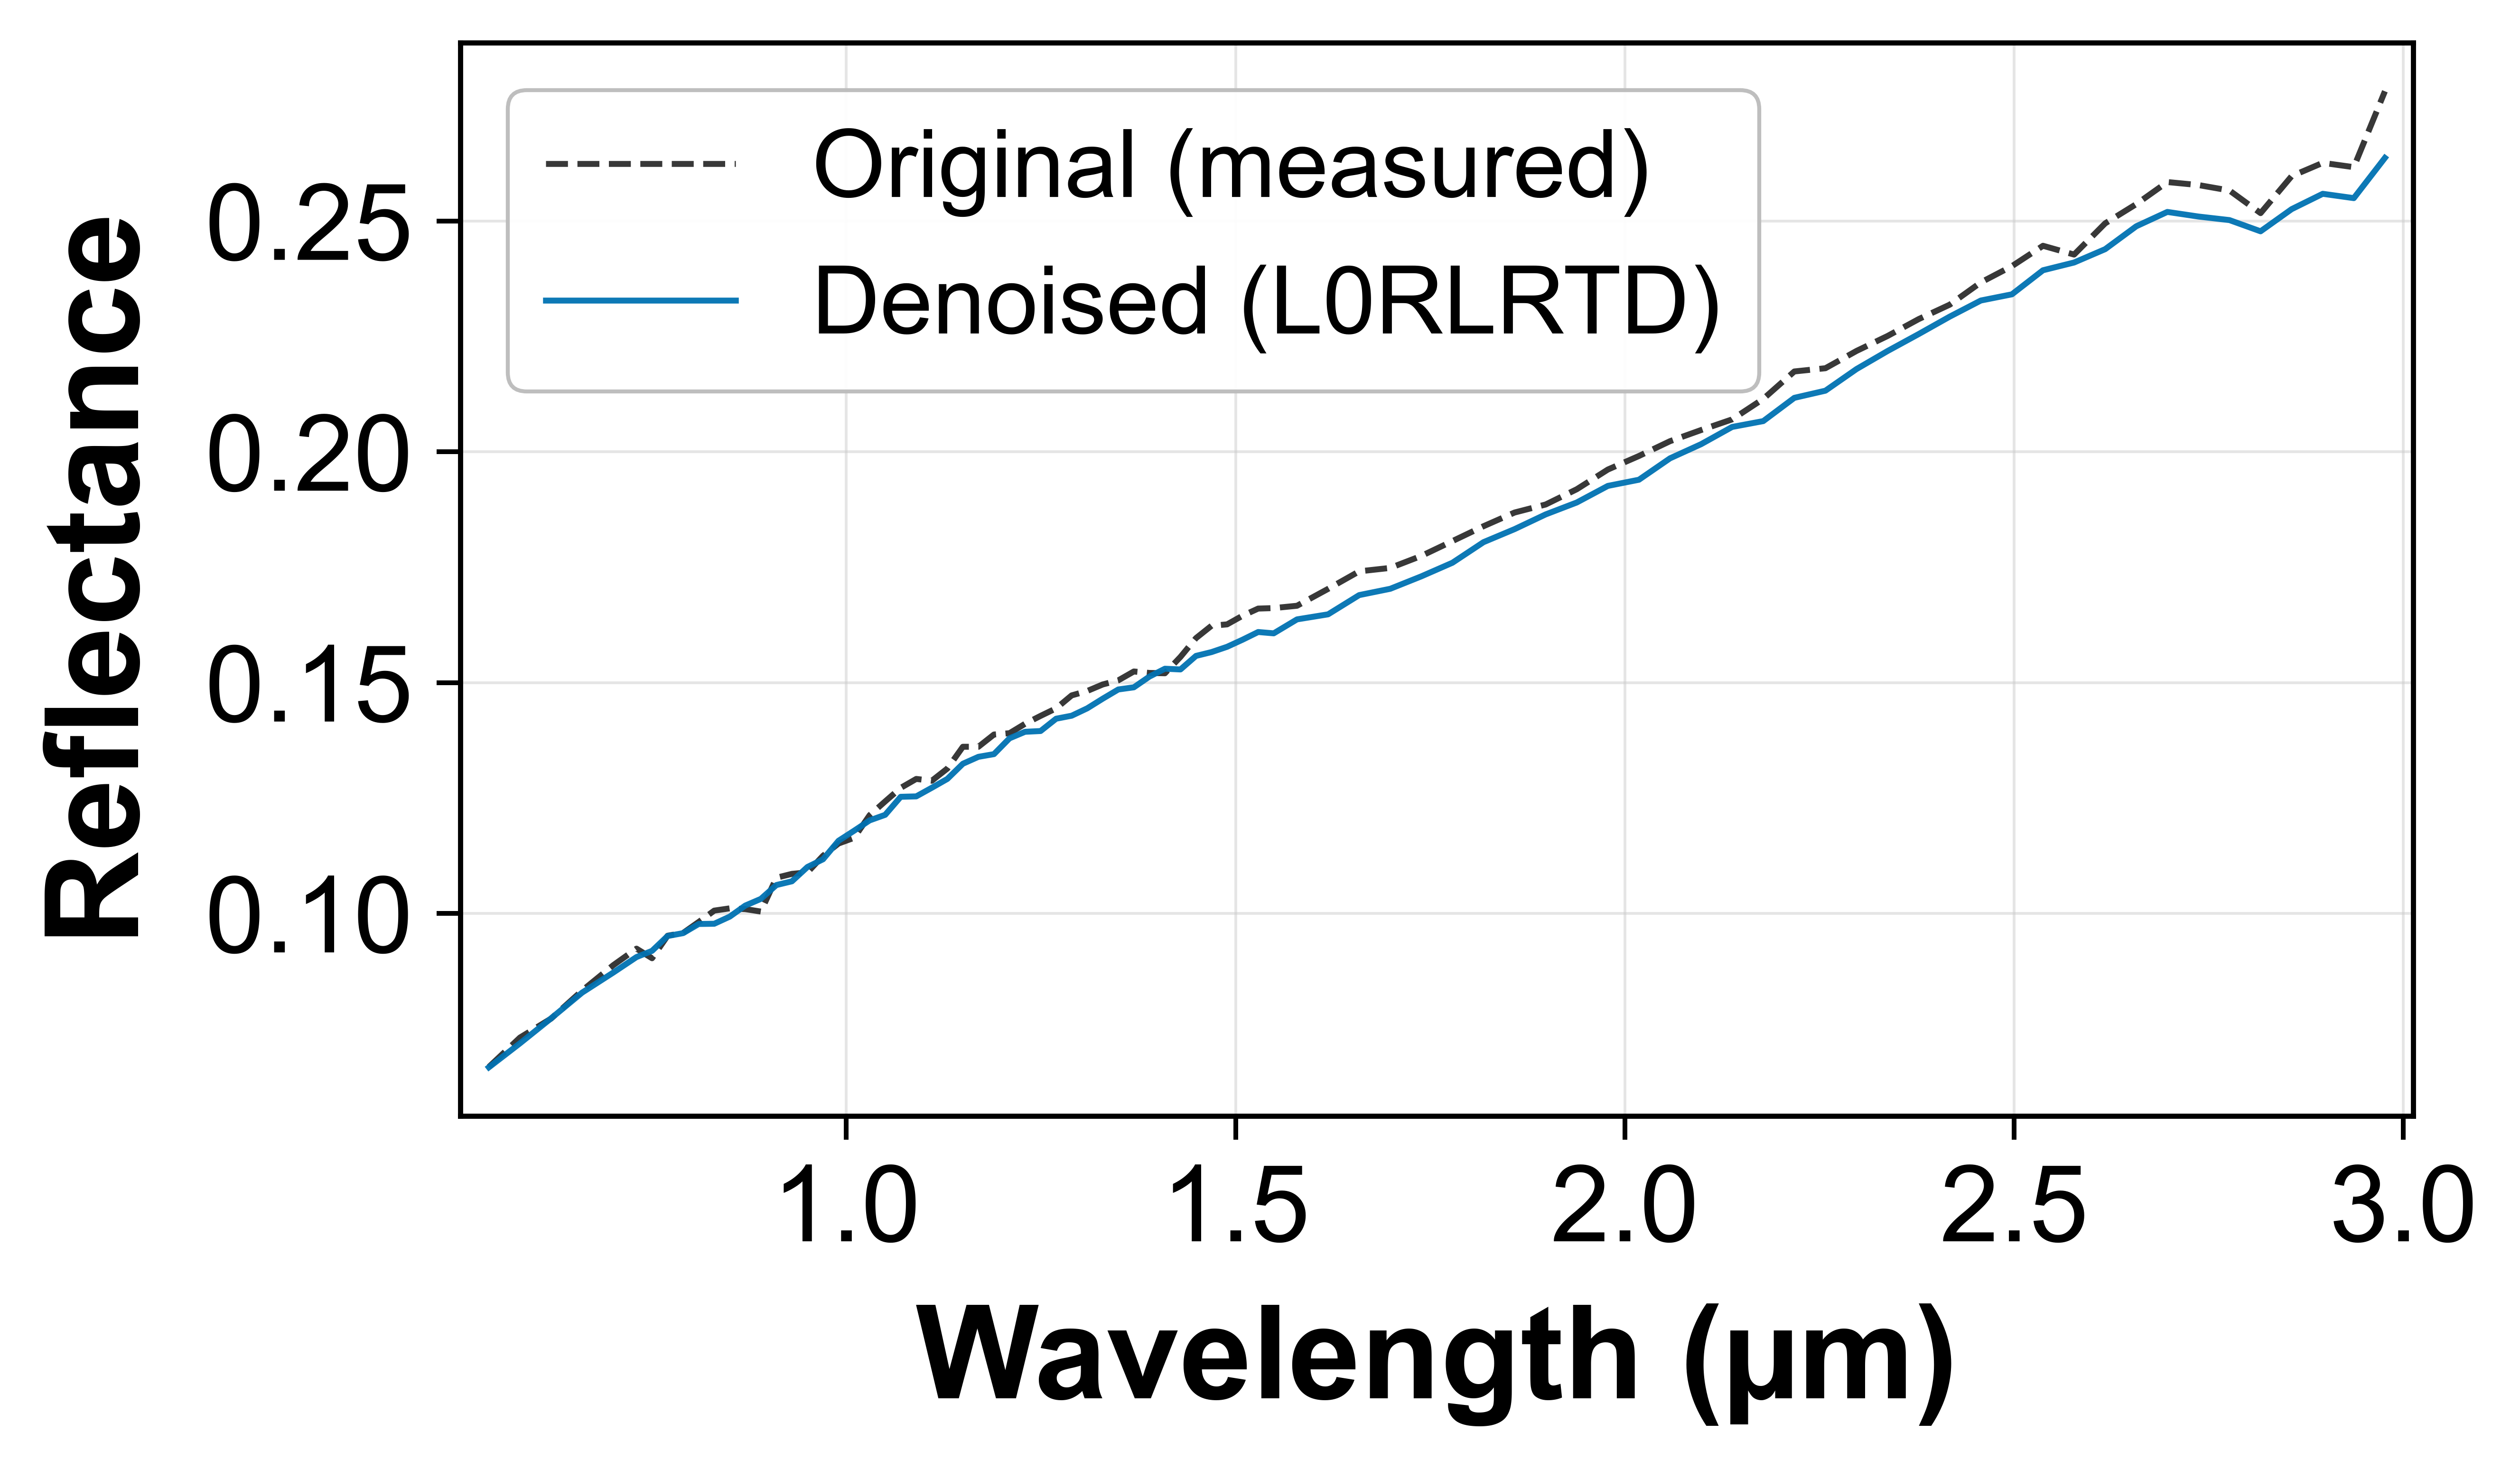 Original (measured)
Denoised (L0RLRTD)
0.25
0.20
0.15
0.10
Reflectance
1.0 1.5 2.0 2.5 3.0
Wavelength (µm)